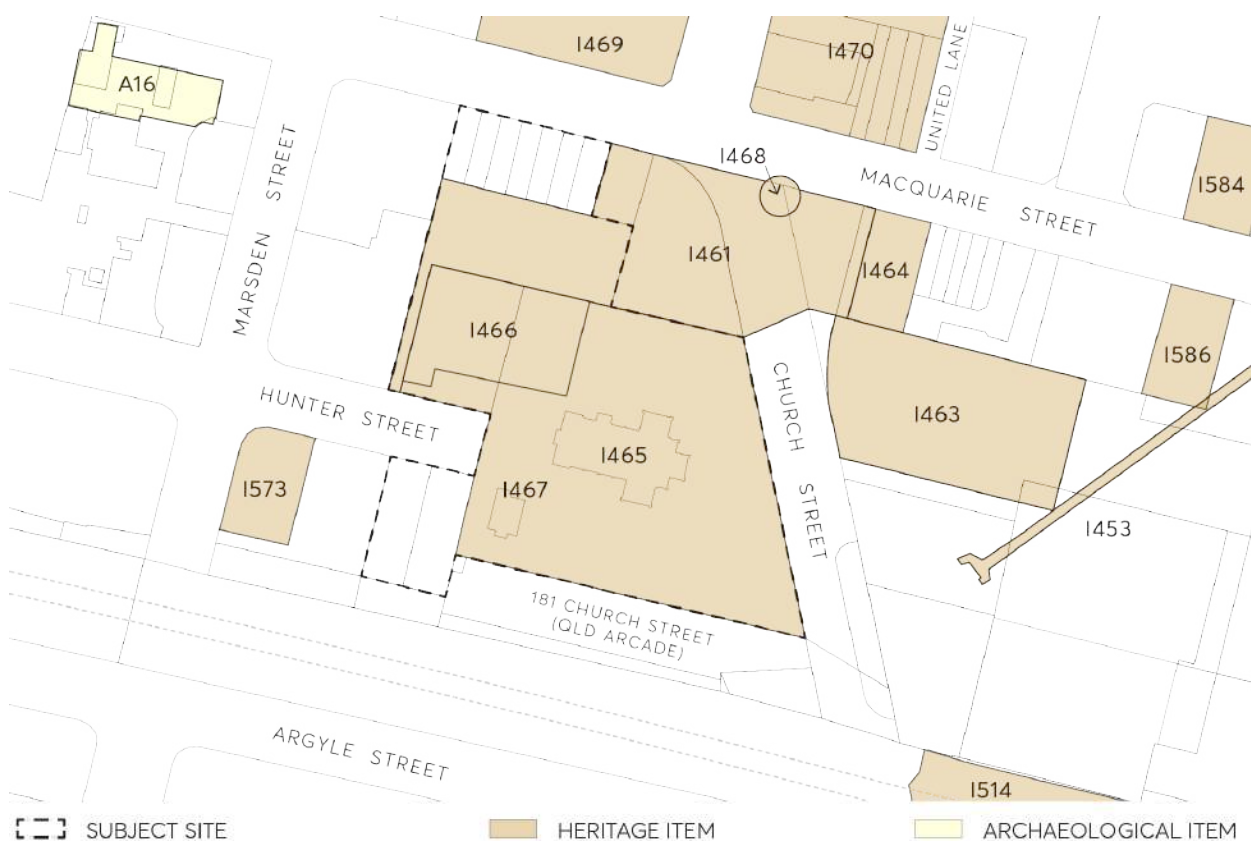 I469
I470
A16
UNITED LANE
I468
MARSDEN STREET
MACQUARIE STREET
I584
I461
I464
I466
I586
CHURCH STREET
HUNTER STREET
I463
I465
I467
I573
I453
181 CHURCH STREET
(QLD ARCADE)
ARGYLE STREET
I514
SUBJECT SITE
HERITAGE ITEM
ARCHAEOLOGICAL ITEM